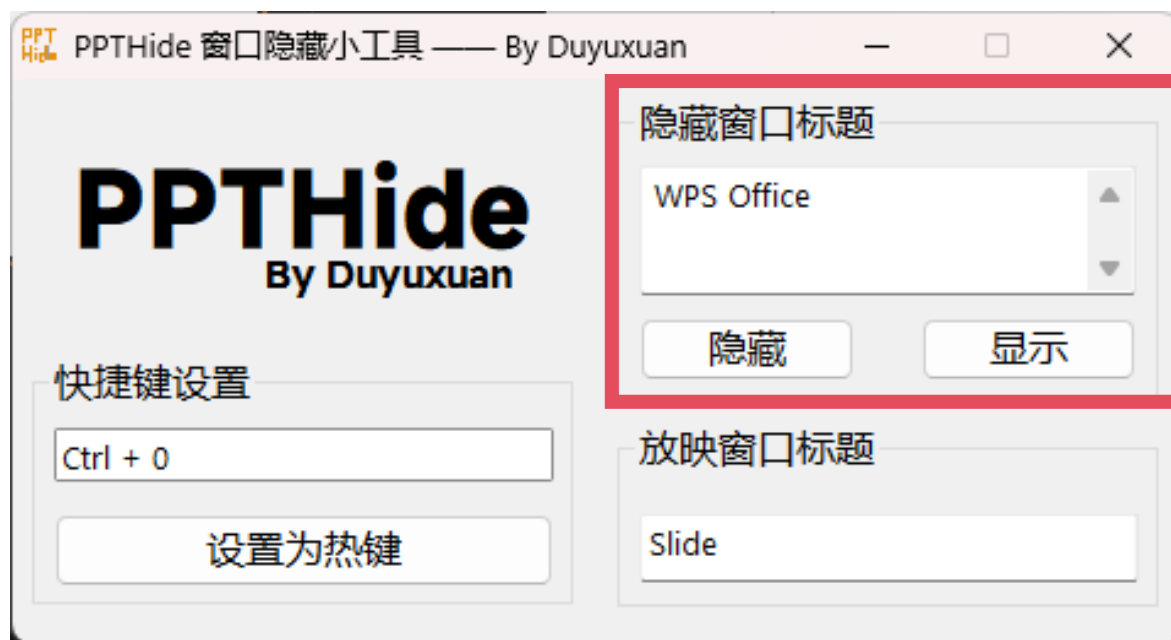 PPT
Hide
PPTHide 窗口隐藏小工具 —— By Duyuxuan
PPTHide
By Duyuxuan
快捷键设置
Ctrl + 0
设置为热键
隐藏窗口标题
WPS Office
隐藏
显示
放映窗口标题
Slide